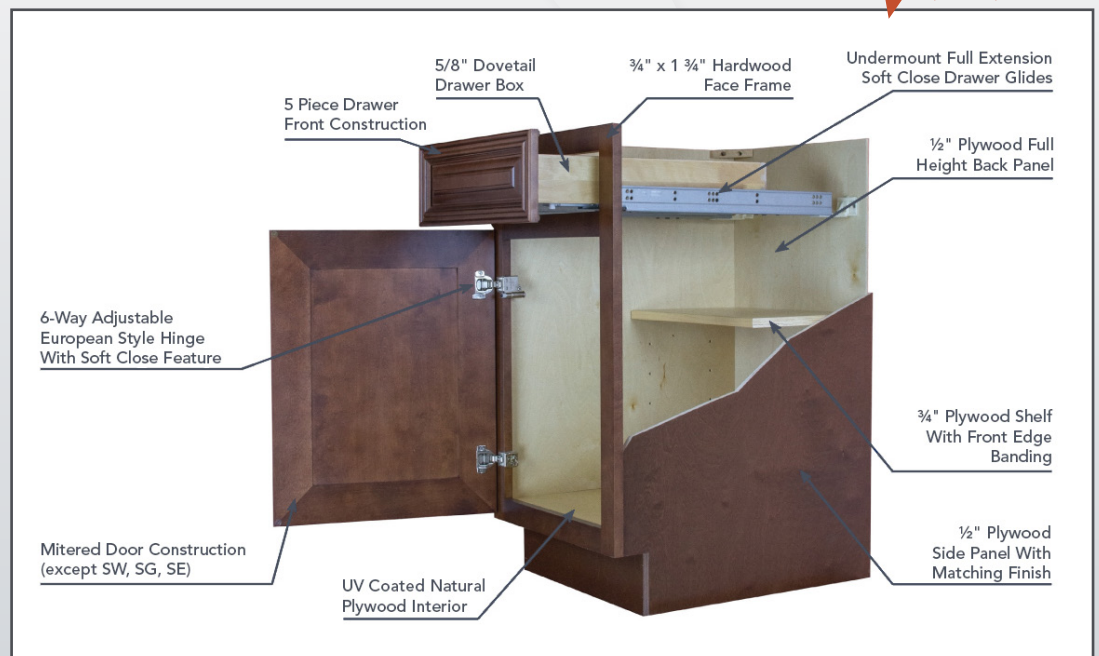 5/8" Dovetail
Drawer Box
¾" x 1 ¾" Hardwood
Face Frame
Undermount Full Extension
Soft Close Drawer Glides
5 Piece Drawer
Front Construction
½" Plywood Full
Height Back Panel
6-Way Adjustable
European Style Hinge
With Soft Close Feature
¾" Plywood Shelf
With Front Edge
Banding
Mitered Door Construction
(except SW, SG, SE)
½" Plywood
Side Panel With
Matching Finish
UV Coated Natural
Plywood Interior